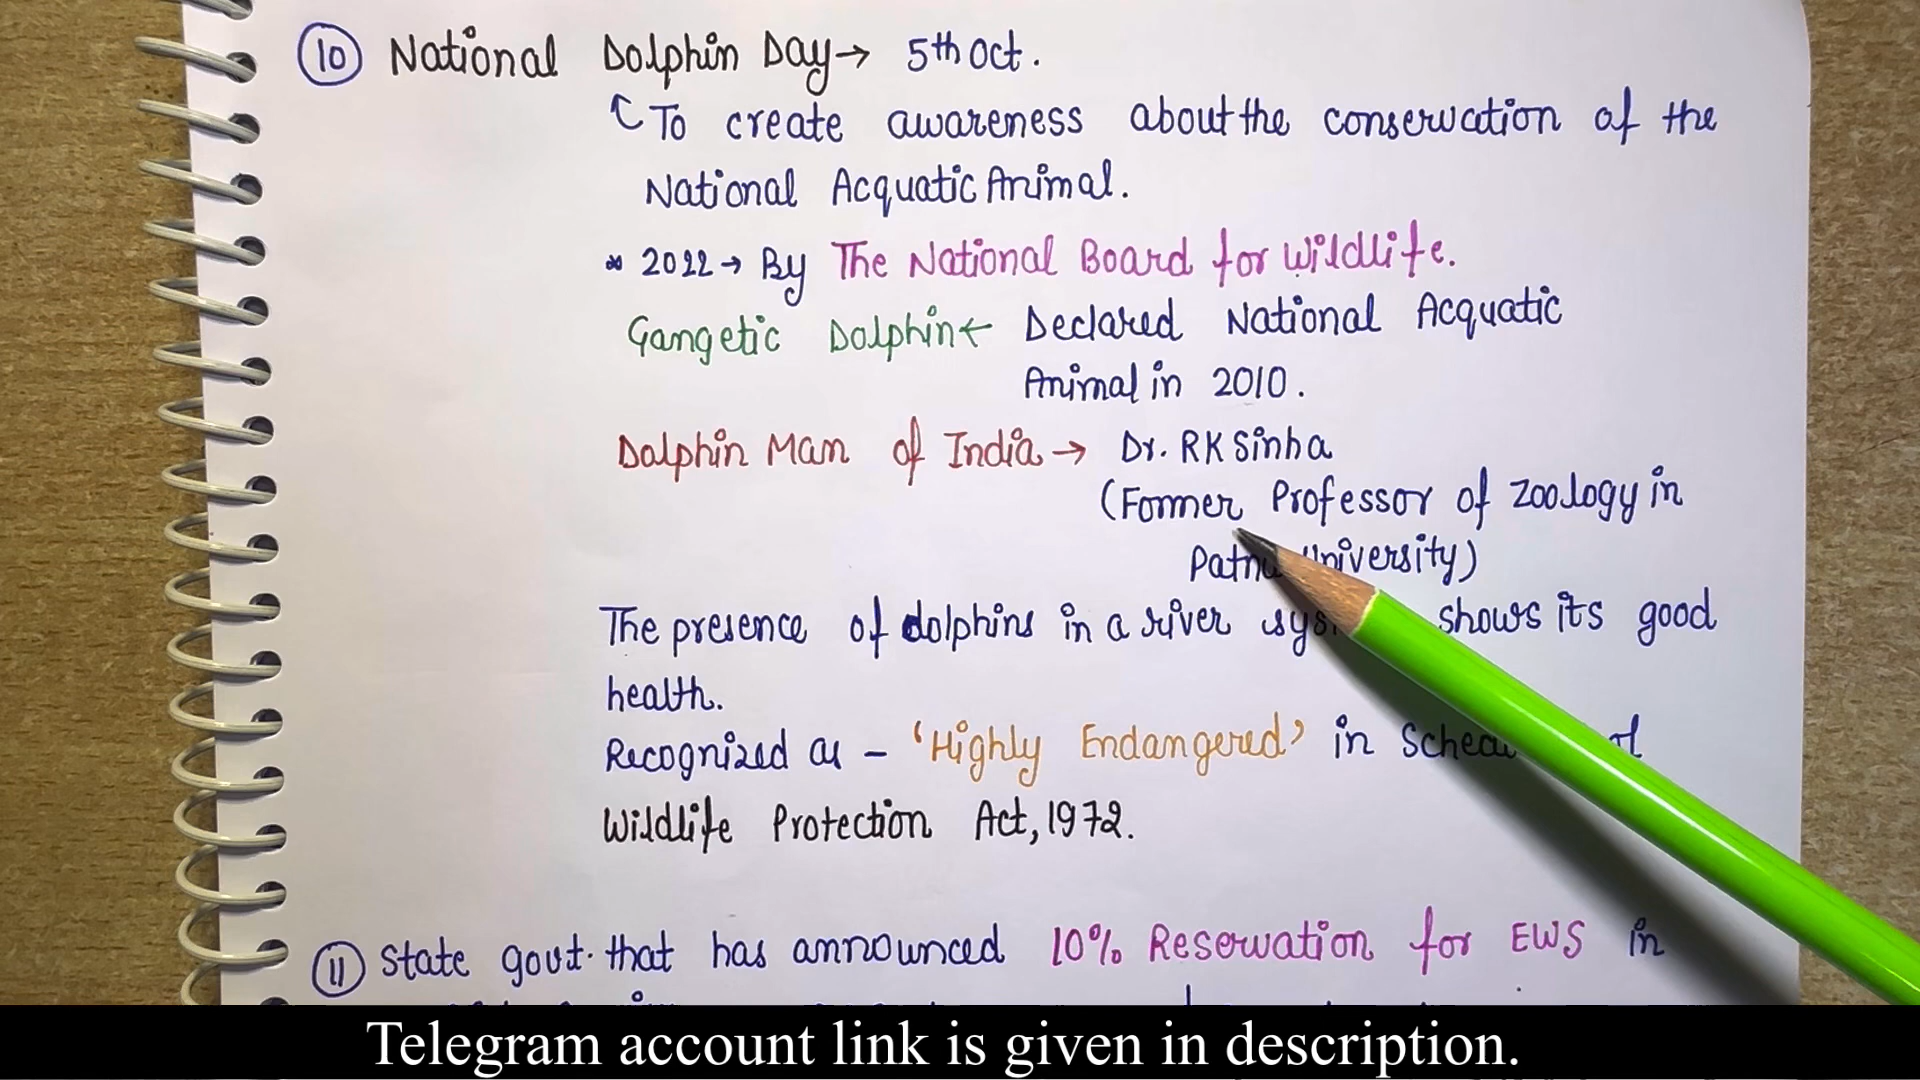 10 National Dolphin Day→ 5th Oct.
To create awareness about the conservation of the
National Acquatic Animal.
* 2022→ By The National Board for Wildlife.
Gangetic Dolphin← Declared National Acquatic
Animal in 2010.
Dolphin Man of India→ Dr. RK Sinha
(Former Professor of Zoology in
University)
The presence of dolphins in a river shows its good
health.
Recognized as – 'Highly Endangered' in
Wildlife Protection Act, 1972.
11 State govt. that has announced 10% Reservation for EWS in
Telegram account link is given in description.